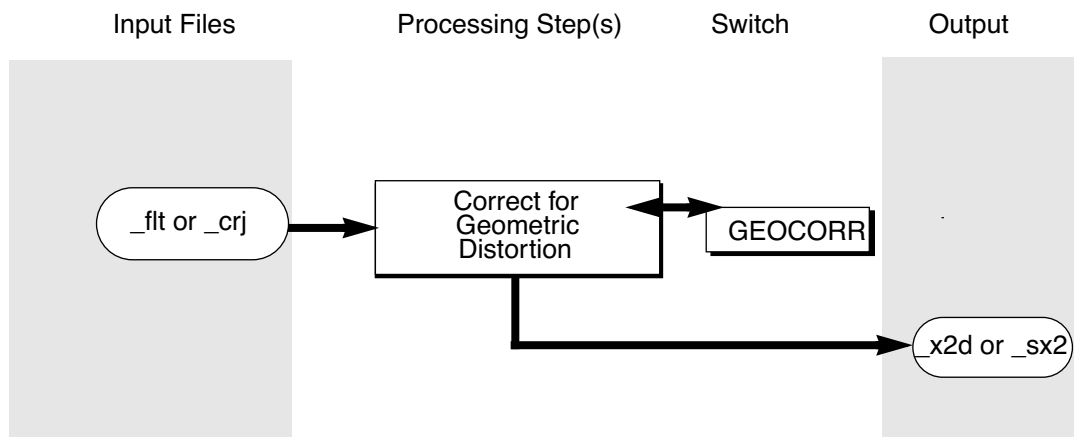 Input Files
Processing Step(s)
Switch
Output
_flt or _crj
Correct for
Geometric
Distortion
GEOCORR
_x2d or _sx2